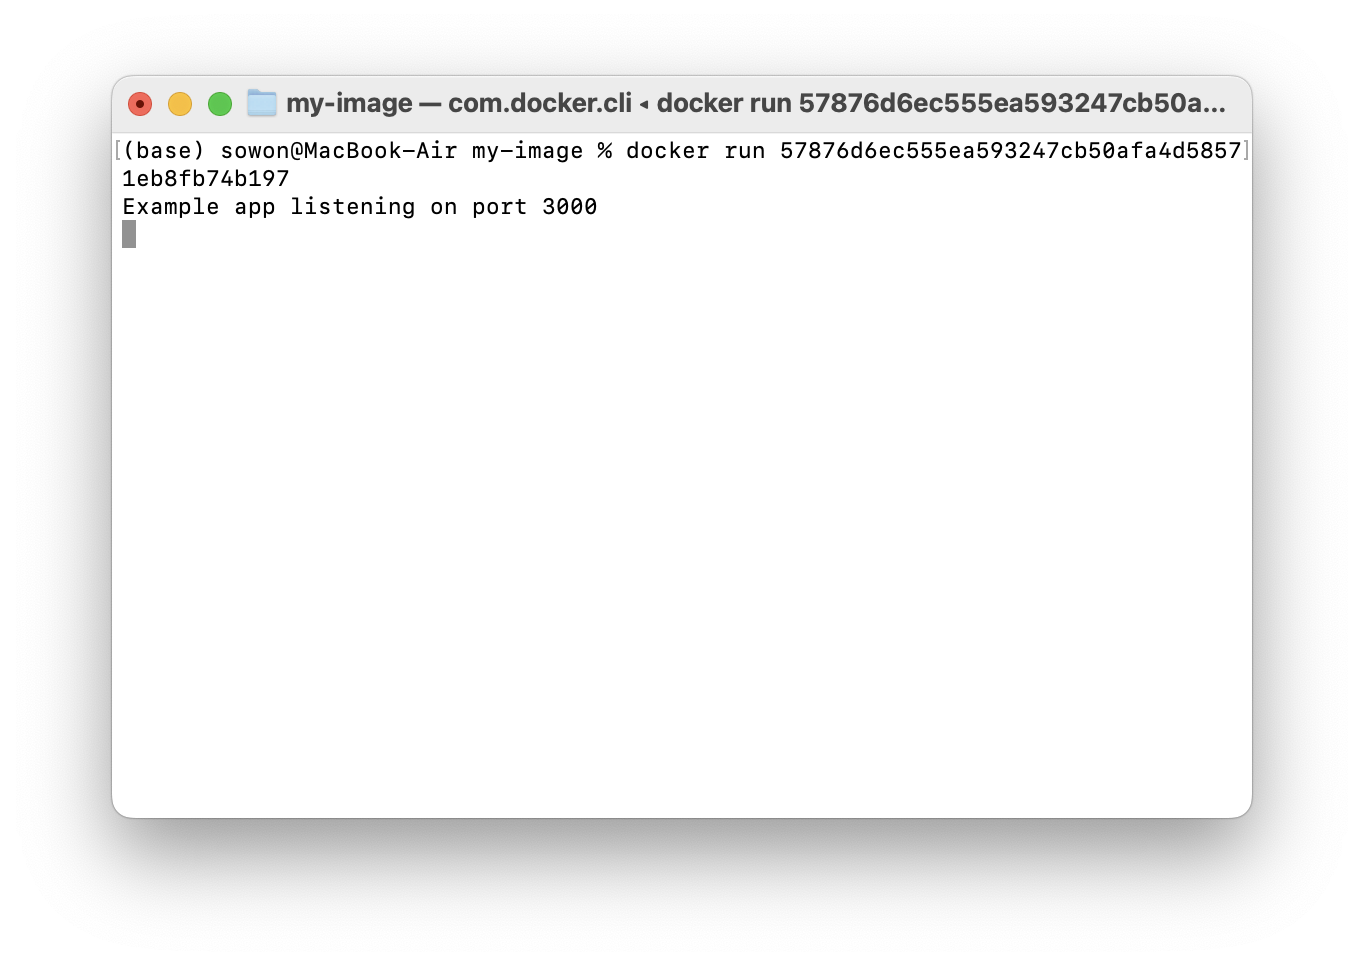 my-image — com.docker.cli ◂ docker run 57876d6ec555ea593247cb50a...
[(base) sowon@MacBook-Air my-image % docker run 57876d6ec555ea593247cb50afa4d5857]
1eb8fb74b197
Example app listening on port 3000